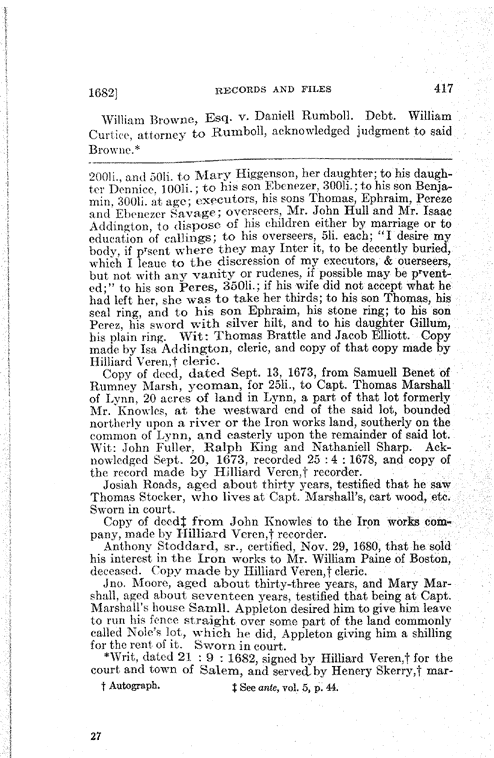 1682] RECORDS AND FILES 417
William Browne, Esq. v. Daniell Rumboll. Debt. William
Curtice, attorney to Rumboll, acknowledged judgment to said
Browne.*
200li., and 50li. to Mary Higgenson, her daughter; to his daugh-
ter Dennice, 100li.; to his son Ebenezer, 300li.; to his son Benja-
min, 300li. at age; executors, his sons Thomas, Ephraim, Pereze
and Ebenezer Savage; overseers, Mr. John Hull and Mr. Isaac
Addington, to dispose of his children either by marriage or to
education of callings; to his overseers, 5li. each; "I desire my
body, if p'sent where they may Inter it, to be decently buried,
which I leaue to the discression of my executors, & ouerseers,
but not with any vanity or rudenes, if possible may be p'vent-
ed;" to his son Peres, 350li.; if his wife did not accept what he
had left her, she was to take her thirds; to his son Thomas, his
seal ring, and to his son Ephraim, his stone ring; to his son
Perez, his sword with silver hilt, and to his daughter Gillum,
his plain ring. Wit: Thomas Brattle and Jacob Elliott. Copy
made by Isa Addington, cleric, and copy of that copy made by
Hilliard Veren,† cleric.
Copy of deed, dated Sept. 13, 1673, from Samuell Benet of
Rumney Marsh, yeoman, for 25li., to Capt. Thomas Marshall
of Lynn, 20 acres of land in Lynn, a part of that lot formerly
Mr. Knowles, at the westward end of the said lot, bounded
northerly upon a river or the Iron works land, southerly on the
common of Lynn, and easterly upon the remainder of said lot.
Wit: John Fuller, Ralph King and Nathaniell Sharp. Ack-
nowledged Sept. 20, 1673, recorded 25 : 4 : 1678, and copy of
the record made by Hilliard Veren,† recorder.
Josiah Roads, aged about thirty years, testified that he saw
Thomas Stocker, who lives at Capt. Marshall's, cart wood, etc.
Sworn in court.
Copy of deed‡ from John Knowles to the Iron works com-
pany, made by Hilliard Veren,† recorder.
Anthony Stoddard, sr., certified, Nov. 29, 1680, that he sold
his interest in the Iron works to Mr. William Paine of Boston,
deceased. Copy made by Hilliard Veren,† cleric.
Jno. Moore, aged about thirty-three years, and Mary Mar-
shall, aged about seventeen years, testified that being at Capt.
Marshall's house Samll. Appleton desired him to give him leave
to run his fence straight over some part of the land commonly
called Nole's lot, which he did, Appleton giving him a shilling
for the rent of it. Sworn in court.
*Writ, dated 21 : 9 : 1682, signed by Hilliard Veren,† for the
court and town of Salem, and served by Henery Skerry,† mar-
† Autograph. ‡ See ante, vol. 5, p. 44.
27